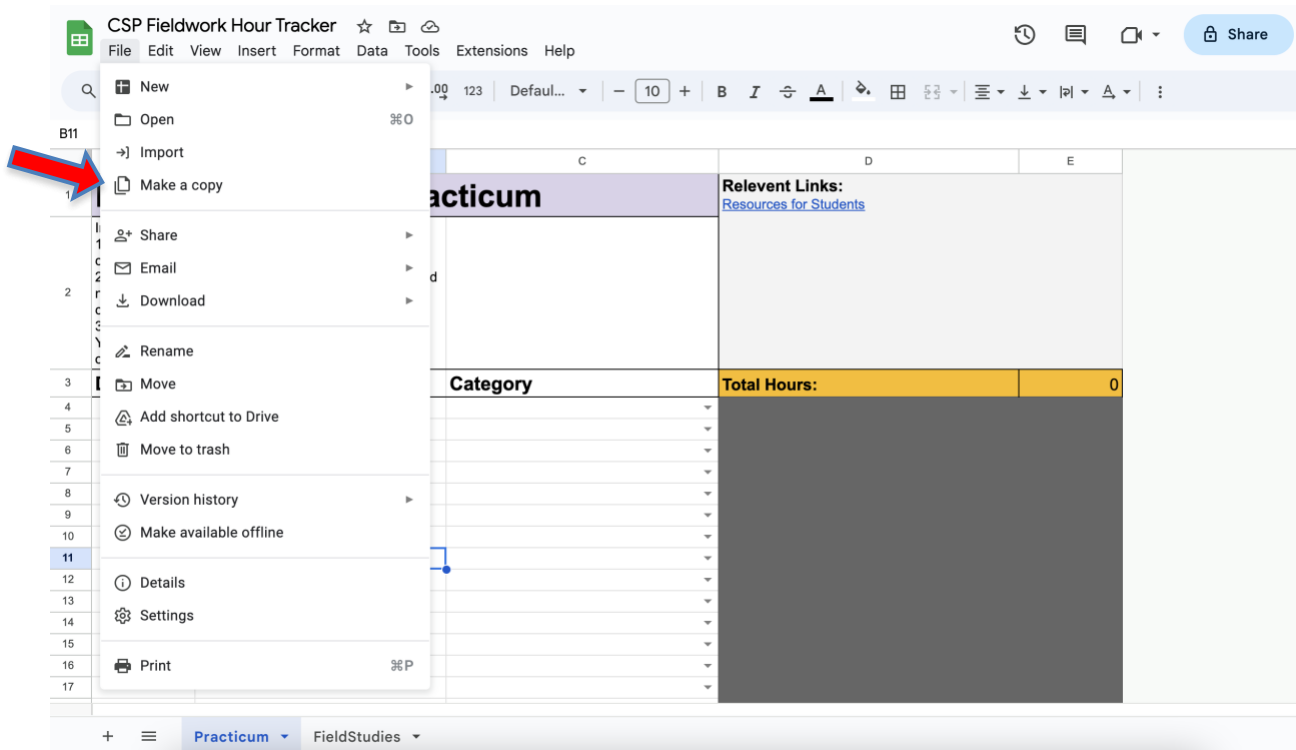 CSP Fieldwork Hour Tracker
File Edit View Insert Format Data Tools Extensions Help
Share
.00 123 Defaul... 10 B I A A
B11
New
Open ⌘O
Import
Make a copy
Share
Email
Download
Rename
Move
Add shortcut to Drive
Move to trash
Version history
Make available offline
Details
Settings
Print ⌘P
C D E
1
Relevent Links:
Resources for Students
2
3 Category Total Hours: 0
4
5
6
7
8
9
10
11
12
13
14
15
16
17
Practicum FieldStudies